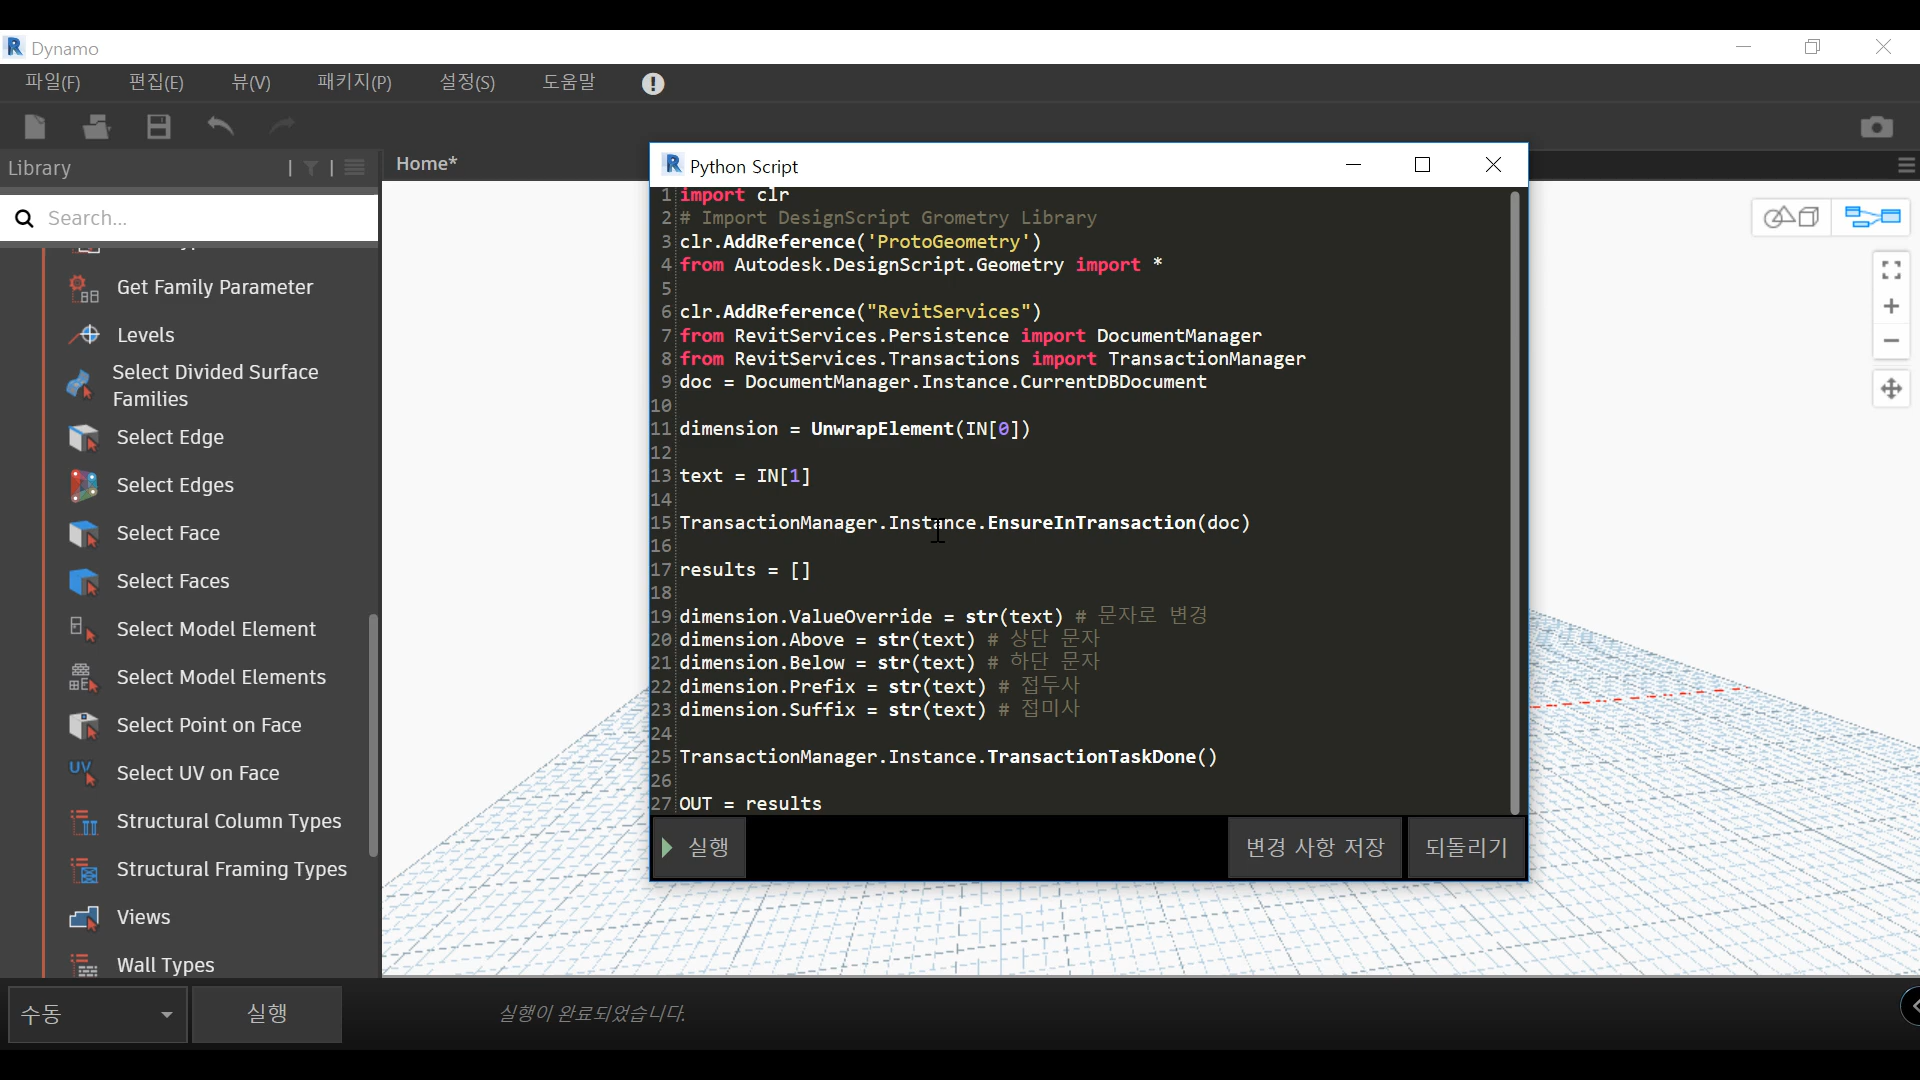 Dynamo
파일(F) 편집(E) 뷰(V) 패키지(P) 설정(S) 도움말
Library
Home*
Search...
Get Family Parameter
Levels
Select Divided Surface
Families
Select Edge
Select Edges
Select Face
Select Faces
Select Model Element
Select Model Elements
Select Point on Face
UV
Select UV on Face
Structural Column Types
Structural Framing Types
Views
Wall Types
Python Script
1 import clr
2 # Import DesignScript Grometry Library
3 clr.AddReference('ProtoGeometry')
4 from Autodesk.DesignScript.Geometry import *
5
6 clr.AddReference("RevitServices")
7 from RevitServices.Persistence import DocumentManager
8 from RevitServices.Transactions import TransactionManager
9 doc = DocumentManager.Instance.CurrentDBDocument
10
11 dimension = UnwrapElement(IN[0])
12
13 text = IN[1]
14
15 TransactionManager.Instance.EnsureInTransaction(doc)
16
17 results = []
18
19 dimension.ValueOverride = str(text) # 문자로 변경
20 dimension.Above = str(text) # 상단 문자
21 dimension.Below = str(text) # 하단 문자
22 dimension.Prefix = str(text) # 접두사
23 dimension.Suffix = str(text) # 접미사
24
25 TransactionManager.Instance.TransactionTaskDone()
26
27 OUT = results
실행 변경 사항 저장 되돌리기
수동 실행 실행이 완료되었습니다.